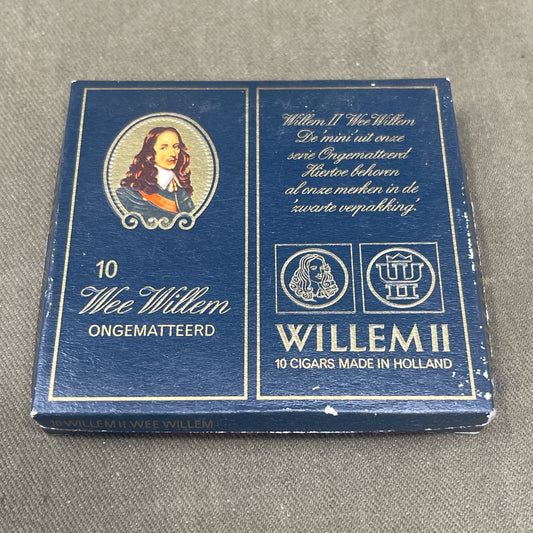 10
Wee Willem
ONGEMATTEERD
Willem II Wee Willem
De 'mini' uit onze
serie Ongematteerd
Hiertoe behoren
al onze merken in de
'zwarte verpakking'.
WILLEM II
10 CIGARS MADE IN HOLLAND
10 WILLEM II WEE WILLEM